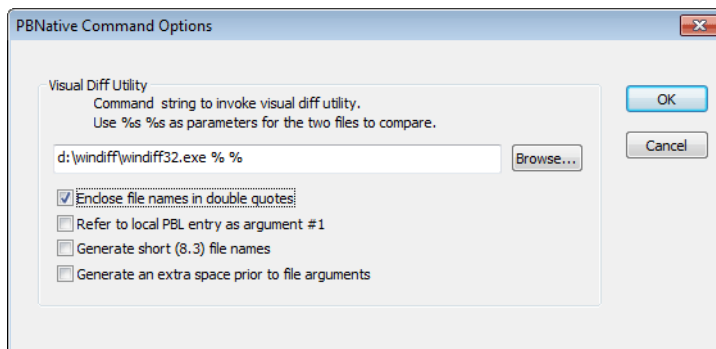 PBNative Command Options
Visual Diff Utility
Command string to invoke visual diff utility.
Use %s %s as parameters for the two files to compare.
d:\windiff\windiff32.exe % %
Browse...
Enclose file names in double quotes
Refer to local PBL entry as argument #1
Generate short (8.3) file names
Generate an extra space prior to file arguments
OK
Cancel